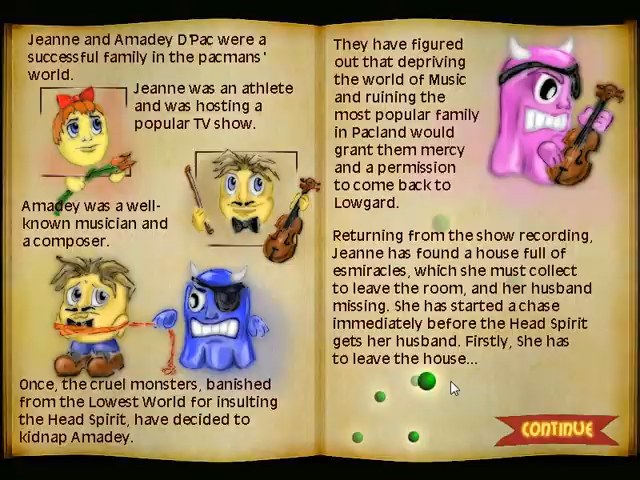 Jeanne and Amadey D'Pac were a
successful family in the pacmans'
world.
Jeanne was an athlete
and was hosting a
popular TV show.
Amadey was a well-
known musician and
a composer.
Once, the cruel monsters, banished
from the Lowest World for insulting
the Head Spirit, have decided to
kidnap Amadey.
They have figured
out that depriving
the world of Music
and ruining the
most popular family
in Pacland would
grant them mercy
and a permission
to come back to
Lowgard.
Returning from the show recording,
Jeanne has found a house full of
esmiracles, which she must collect
to leave the room, and her husband
missing. She has started a chase
immediately before the Head Spirit
gets her husband. Firstly, She has
to leave the house...
CONTINUE